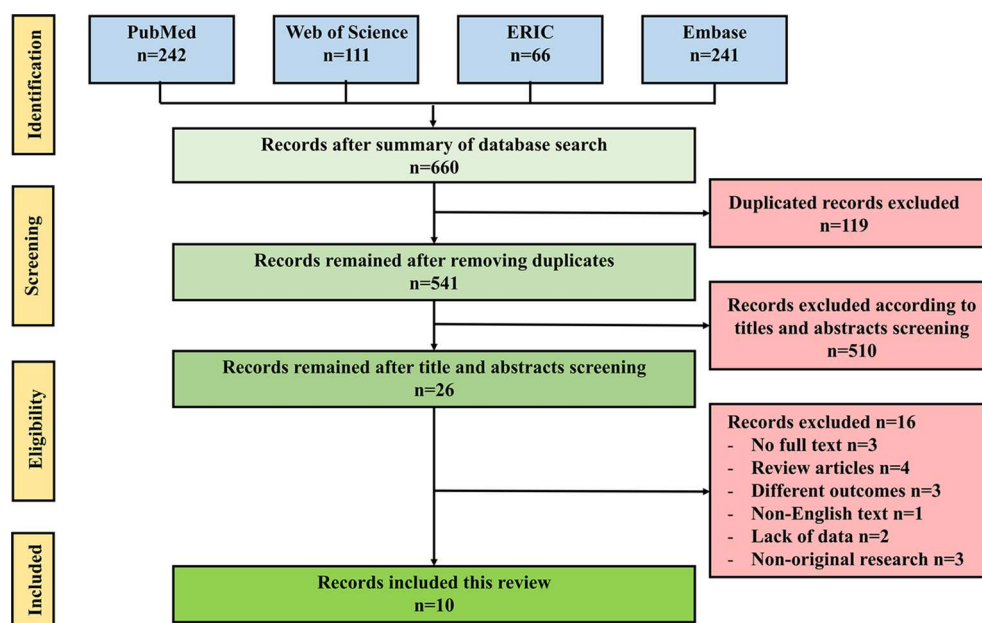 Identification
PubMed
n=242
Web of Science
n=111
ERIC
n=66
Embase
n=241
Records after summary of database search
n=660
Screening
Duplicated records excluded
n=119
Records remained after removing duplicates
n=541
Records excluded according to
titles and abstracts screening
n=510
Eligibility
Records remained after title and abstracts screening
n=26
Records excluded n=16
- No full text n=3
- Review articles n=4
- Different outcomes n=3
- Non-English text n=1
- Lack of data n=2
- Non-original research n=3
Included
Records included this review
n=10